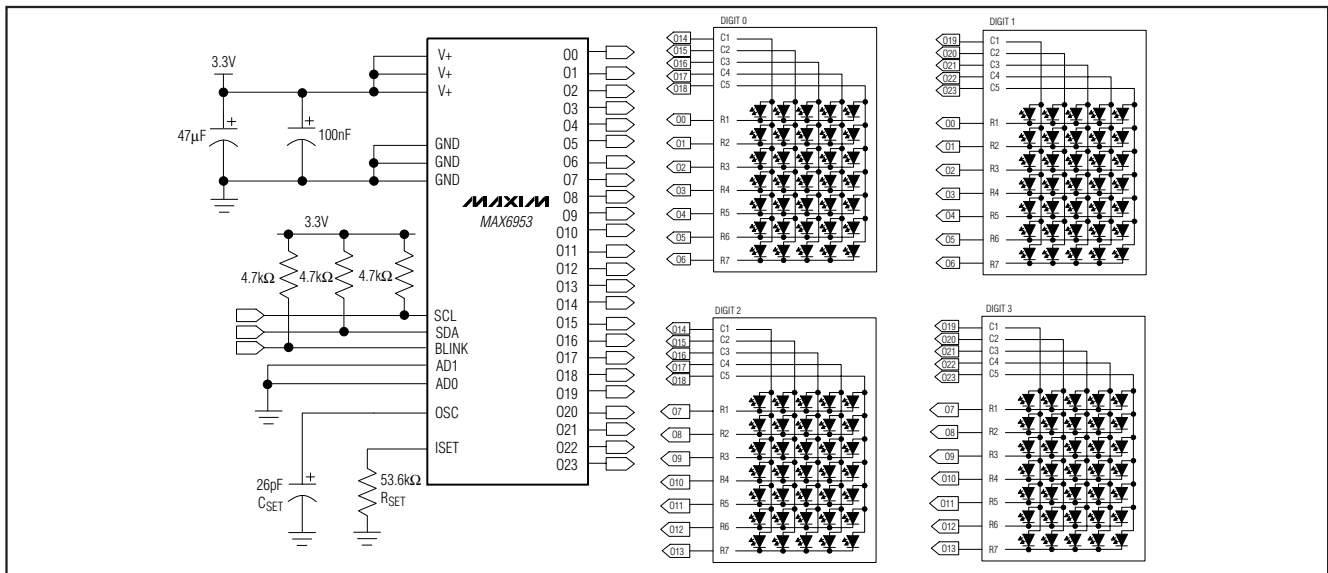 3.3V
47µF
100nF
V+
V+
V+
GND
GND
GND
MAXIM
MAX6953
3.3V
4.7kΩ
4.7kΩ
4.7kΩ
SCL
SDA
BLINK
AD1
AD0
OSC
ISET
26pF
CSET
53.6kΩ
RSET
O0
O1
O2
O3
O4
O5
O6
O7
O8
O9
O10
O11
O12
O13
O14
O15
O16
O17
O18
O19
O20
O21
O22
O23
DIGIT 0
O14 C1
O15 C2
O16 C3
O17 C4
O18 C5
O0 R1
O1 R2
O2 R3
O3 R4
O4 R5
O5 R6
O6 R7
DIGIT 1
O19 C1
O20 C2
O21 C3
O22 C4
O23 C5
O0 R1
O1 R2
O2 R3
O3 R4
O4 R5
O5 R6
O6 R7
DIGIT 2
O14 C1
O15 C2
O16 C3
O17 C4
O18 C5
O7 R1
O8 R2
O9 R3
O10 R4
O11 R5
O12 R6
O13 R7
DIGIT 3
O19 C1
O20 C2
O21 C3
O22 C4
O23 C5
O7 R1
O8 R2
O9 R3
O10 R4
O11 R5
O12 R6
O13 R7